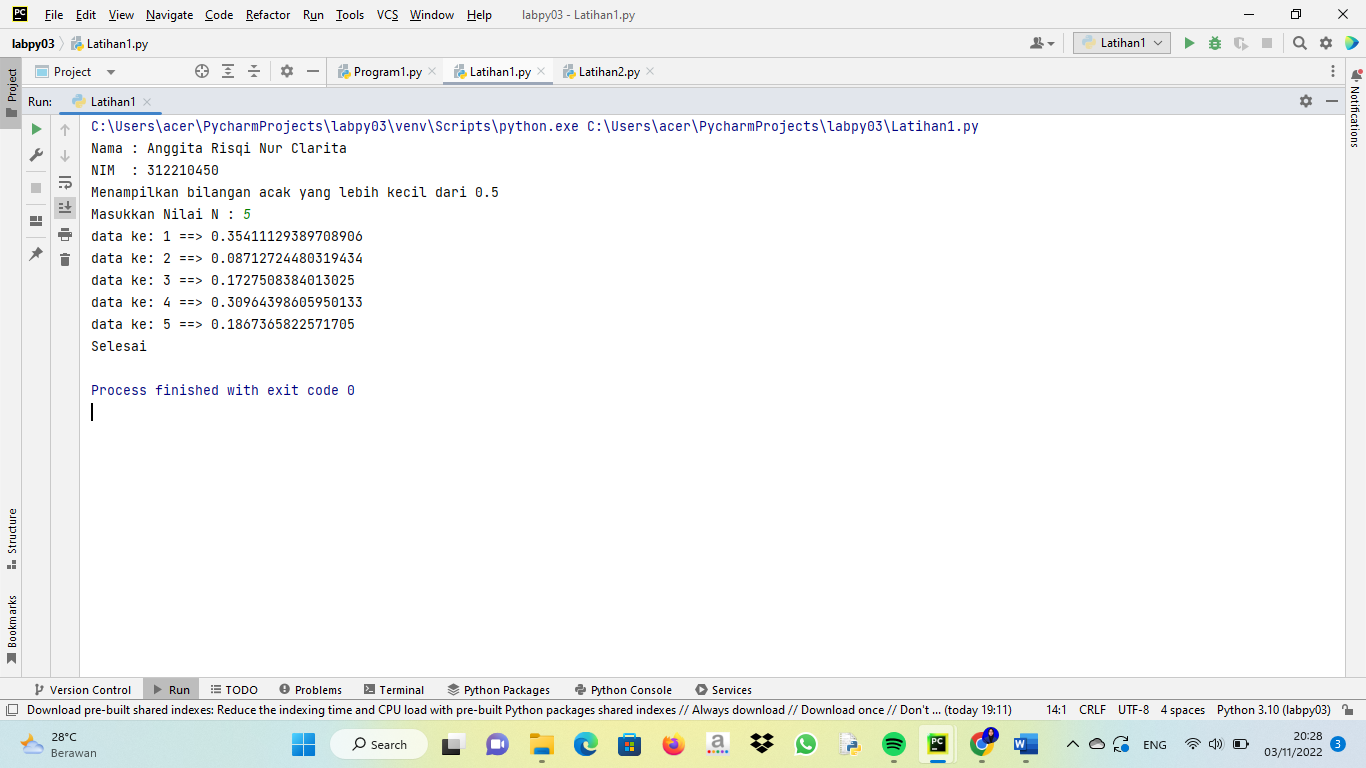 File Edit View Navigate Code Refactor Run Tools VCS Window Help labpy03 - Latihan1.py
labpy03 Latihan1.py Latihan1
Project Project Program1.py Latihan1.py Latihan2.py Notifications
Run: Latihan1
C:\Users\acer\PycharmProjects\labpy03\venv\Scripts\python.exe C:\Users\acer\PycharmProjects\labpy03\Latihan1.py
Nama : Anggita Risqi Nur Clarita
NIM  : 312210450
Menampilkan bilangan acak yang lebih kecil dari 0.5
Masukkan Nilai N : 5
data ke: 1 ==> 0.35411129389708906
data ke: 2 ==> 0.08712724480319434
data ke: 3 ==> 0.1727508384013025
data ke: 4 ==> 0.30964398605950133
data ke: 5 ==> 0.1867365822571705
Selesai
Process finished with exit code 0
Structure
Bookmarks
Version Control Run TODO Problems Terminal Python Packages Python Console Services
Download pre-built shared indexes: Reduce the indexing time and CPU load with pre-built Python packages shared indexes // Always download // Download once // Don't ... (today 19:11) 14:1 CRLF UTF-8 4 spaces Python 3.10 (labpy03)
28°C
Berawan
Search
ENG
20:28
03/11/2022
3